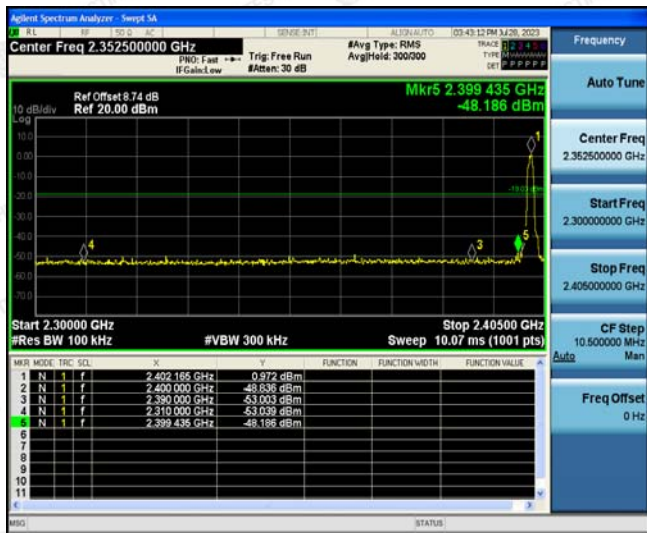 Agilent Spectrum Analyzer - Swept SA
RL RF 50 Ω AC SENSE:INT ALIGNAUTO 03:43:12 PM Jul 28, 2023
Center Freq 2.352500000 GHz
PNO: Fast Trig: Free Run
IFGain:Low #Atten: 30 dB
#Avg Type: RMS
Avg|Hold: 300/300
TRACE 1 2 3 4 5 6
TYPE
DET P P P P P P
Ref Offset 8.74 dB
Ref 20.00 dBm
Mkr5 2.399 435 GHz
-48.186 dBm
10 dB/div
Log
10.0
0.00
-10.0
-20.0
-30.0
-40.0
-50.0
-60.0
-70.0
1
4
3
5
Start 2.30000 GHz
#Res BW 100 kHz
#VBW 300 kHz
Stop 2.40500 GHz
Sweep 10.07 ms (1001 pts)
MKR MODE TRC SCL X Y FUNCTION FUNCTION WIDTH FUNCTION VALUE
1 N 1 f 2.402 165 GHz 0.972 dBm
2 N 1 f 2.400 000 GHz -48.836 dBm
3 N 1 f 2.390 000 GHz -53.003 dBm
4 N 1 f 2.310 000 GHz -53.039 dBm
5 N 1 f 2.399 435 GHz -48.186 dBm
6
7
8
9
10
11
MSG STATUS
Frequency
Auto Tune
Center Freq
2.352500000 GHz
Start Freq
2.300000000 GHz
Stop Freq
2.405000000 GHz
CF Step
10.500000 MHz
Auto Man
Freq Offset
0 Hz